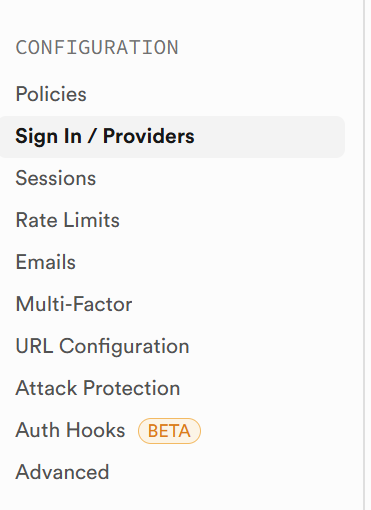 CONFIGURATION
Policies
Sign In / Providers
Sessions
Rate Limits
Emails
Multi-Factor
URL Configuration
Attack Protection
Auth Hooks BETA
Advanced